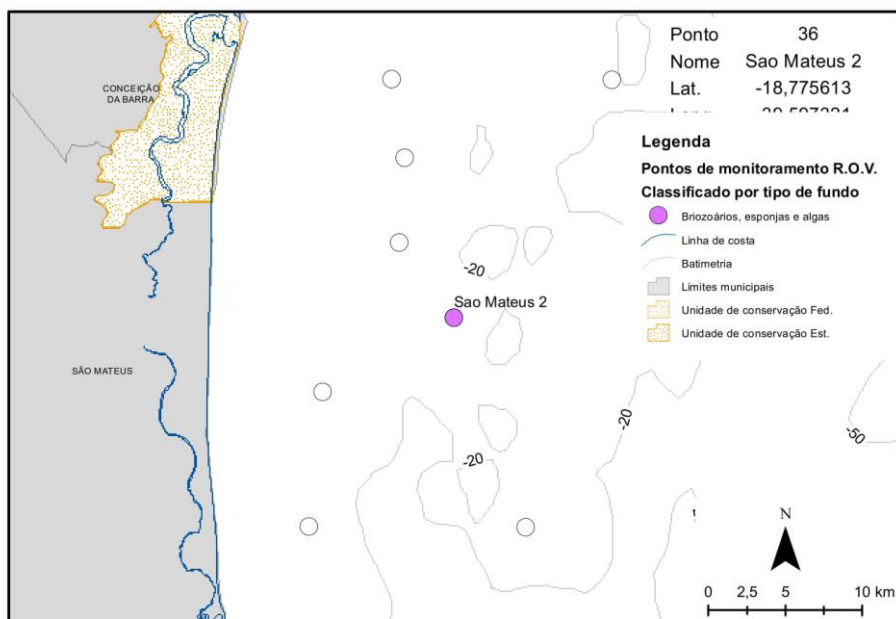 Ponto 36
Nome Sao Mateus 2
Lat. -18,775613
CONCEIÇÃO
DA BARRA
Legenda
Pontos de monitoramento R.O.V.
Classificado por tipo de fundo
Briozoários, esponjas e algas
Linha de costa
Batimetria
Limites municipais
Unidade de conservação Fed.
Unidade de conservação Est.
-20
Sao Mateus 2
SÃO MATEUS
-20
-50
-20
N
0 2,5 5 10 km